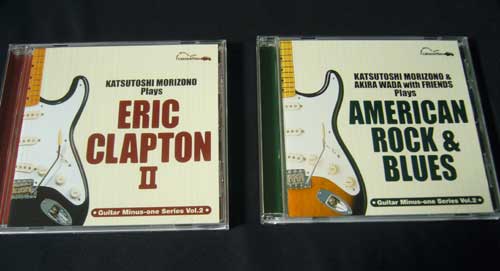 KATSUTOSHI MORIZONO
Plays
ERIC
CLAPTON
II
• Guitar Minus-one Series Vol.2 •
KATSUTOSHI MORIZONO &
AKIRA WADA with FRIENDS
Plays
AMERICAN
ROCK &
BLUES
• Guitar Minus-one Series Vol.2 •